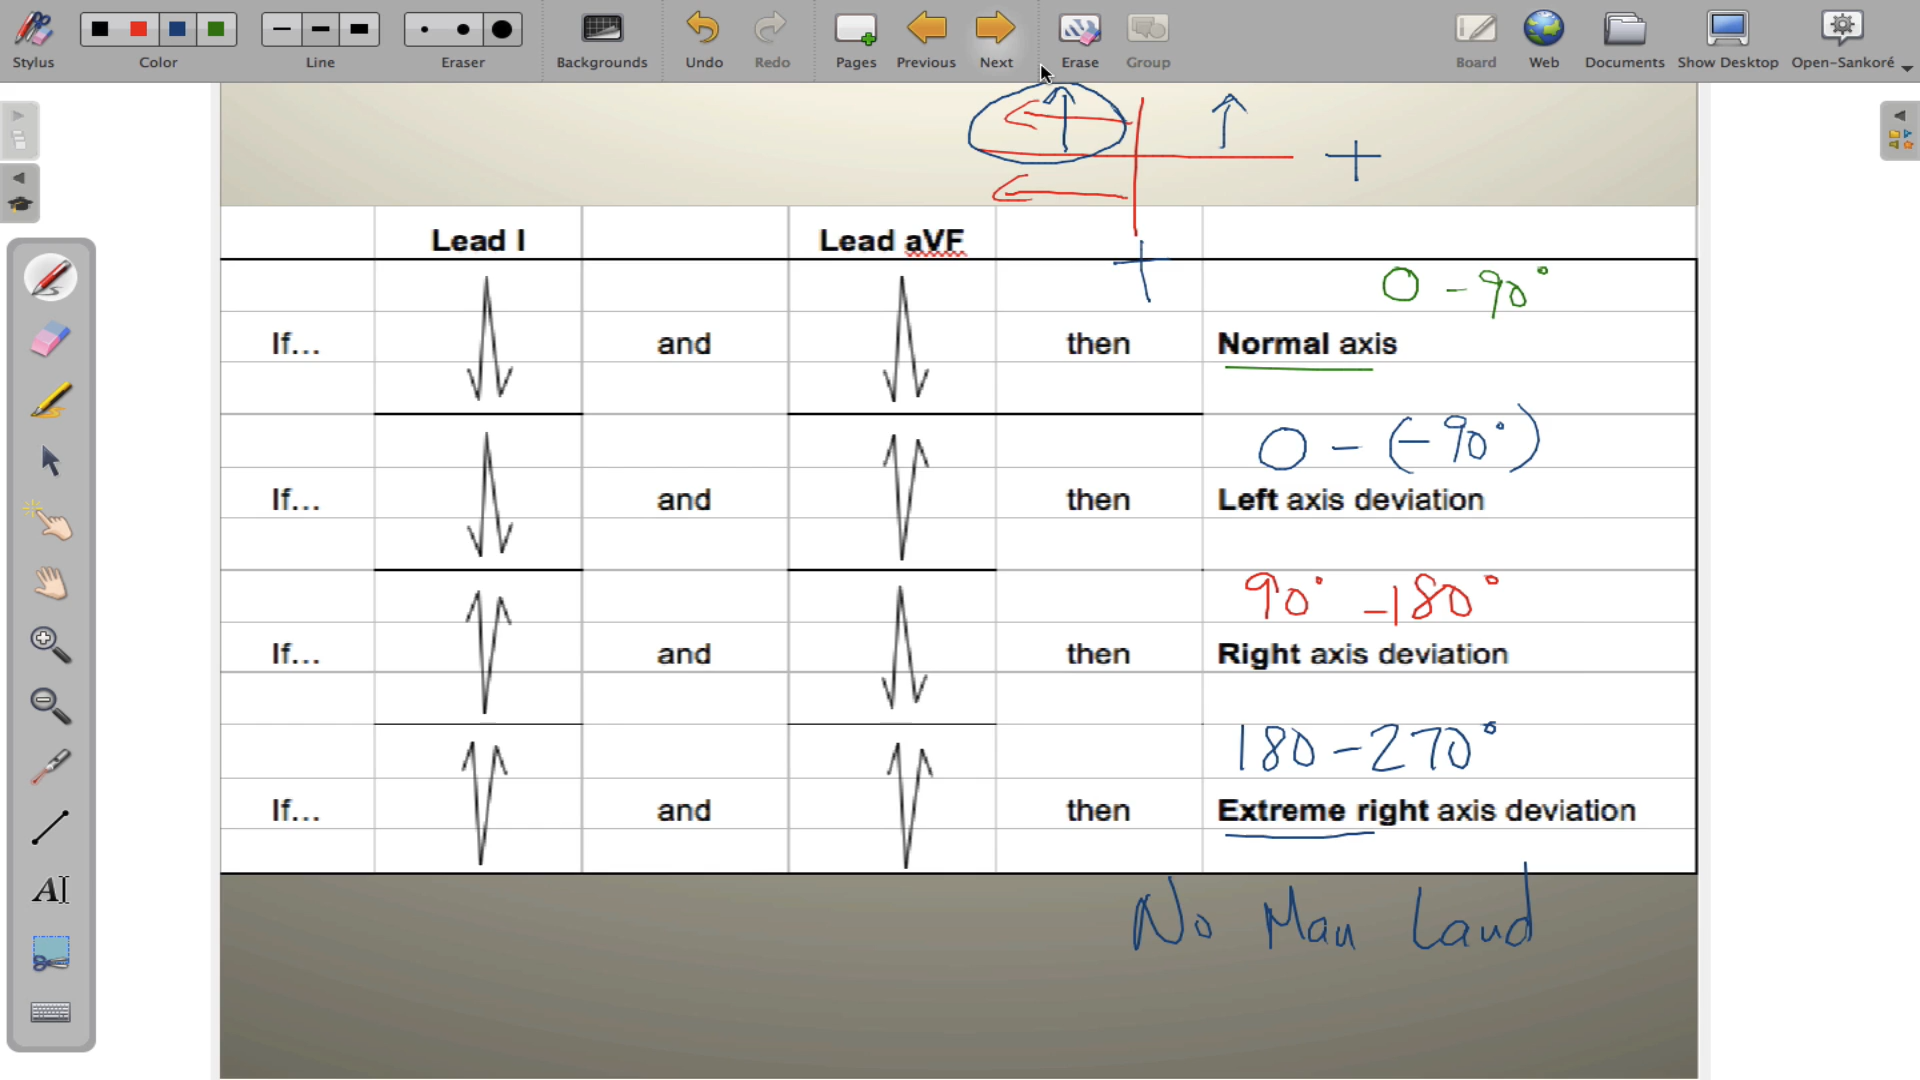 Stylus Color Line Eraser Backgrounds Undo Redo Pages Previous Next Erase Group Board Web Documents Show Desktop Open-Sankoré
+
Lead I Lead aVF
+
0 - 90°
If... and then Normal axis
0 - (-90°)
If... and then Left axis deviation
90° - 180°
If... and then Right axis deviation
180 - 270°
If... and then Extreme right axis deviation
No Man Land